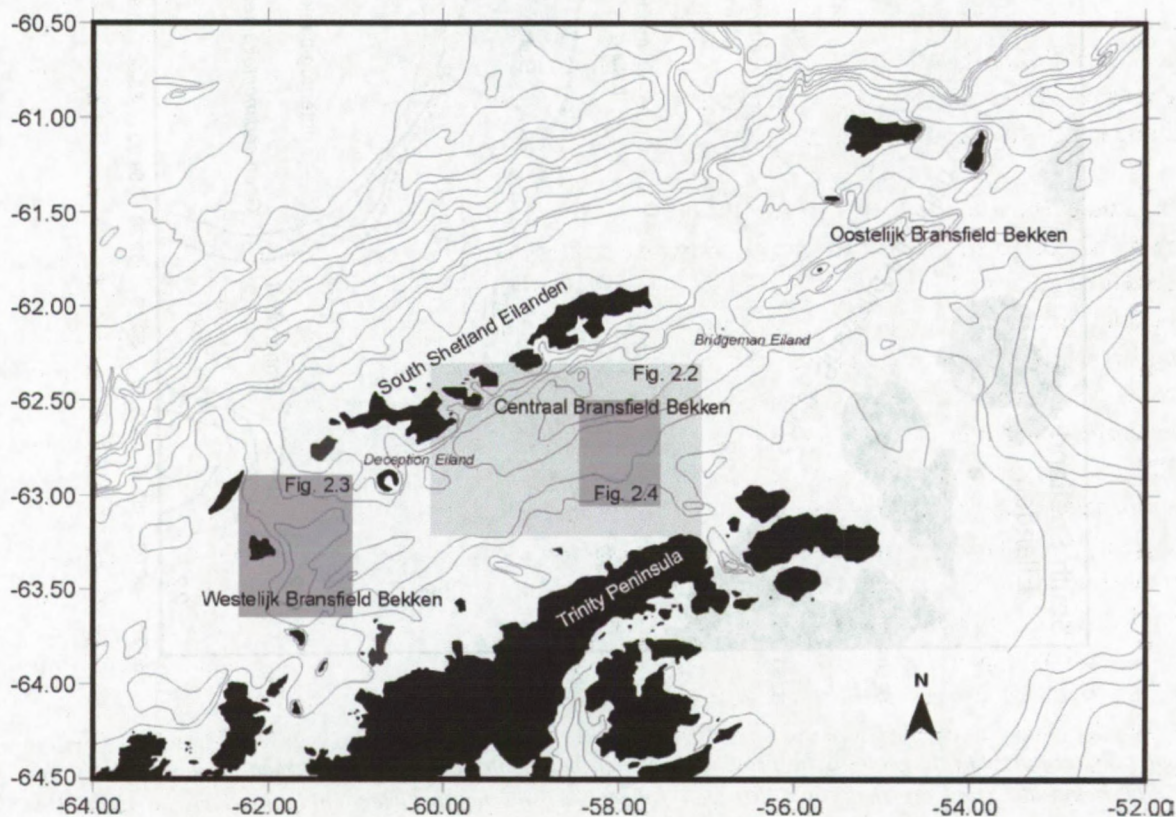 -60.50
-61.00
-61.50
Oostelijk Bransfield Bekken
-62.00
South Shetland Eilanden
Bridgeman Eiland
Fig. 2.2
-62.50
Centraal Bransfield Bekken
Deception Eiland
-63.00
Fig. 2.3
Fig. 2.4
-63.50
Westelijk Bransfield Bekken
Trinity Peninsula
-64.00
N
-64.50
-64.00 -62.00 -60.00 -58.00 -56.00 -54.00 -52.00